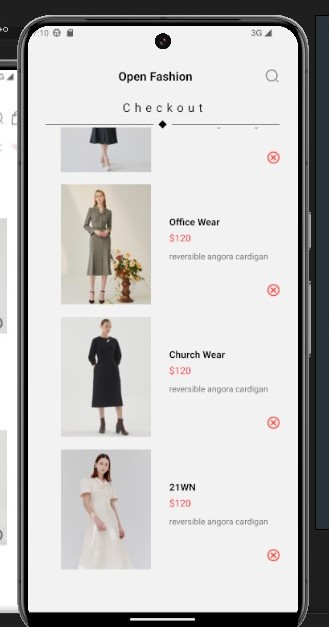 :10
3G
Open Fashion
Checkout
Office Wear
$120
reversible angora cardigan
Church Wear
$120
reversible angora cardigan
21WN
$120
reversible angora cardigan